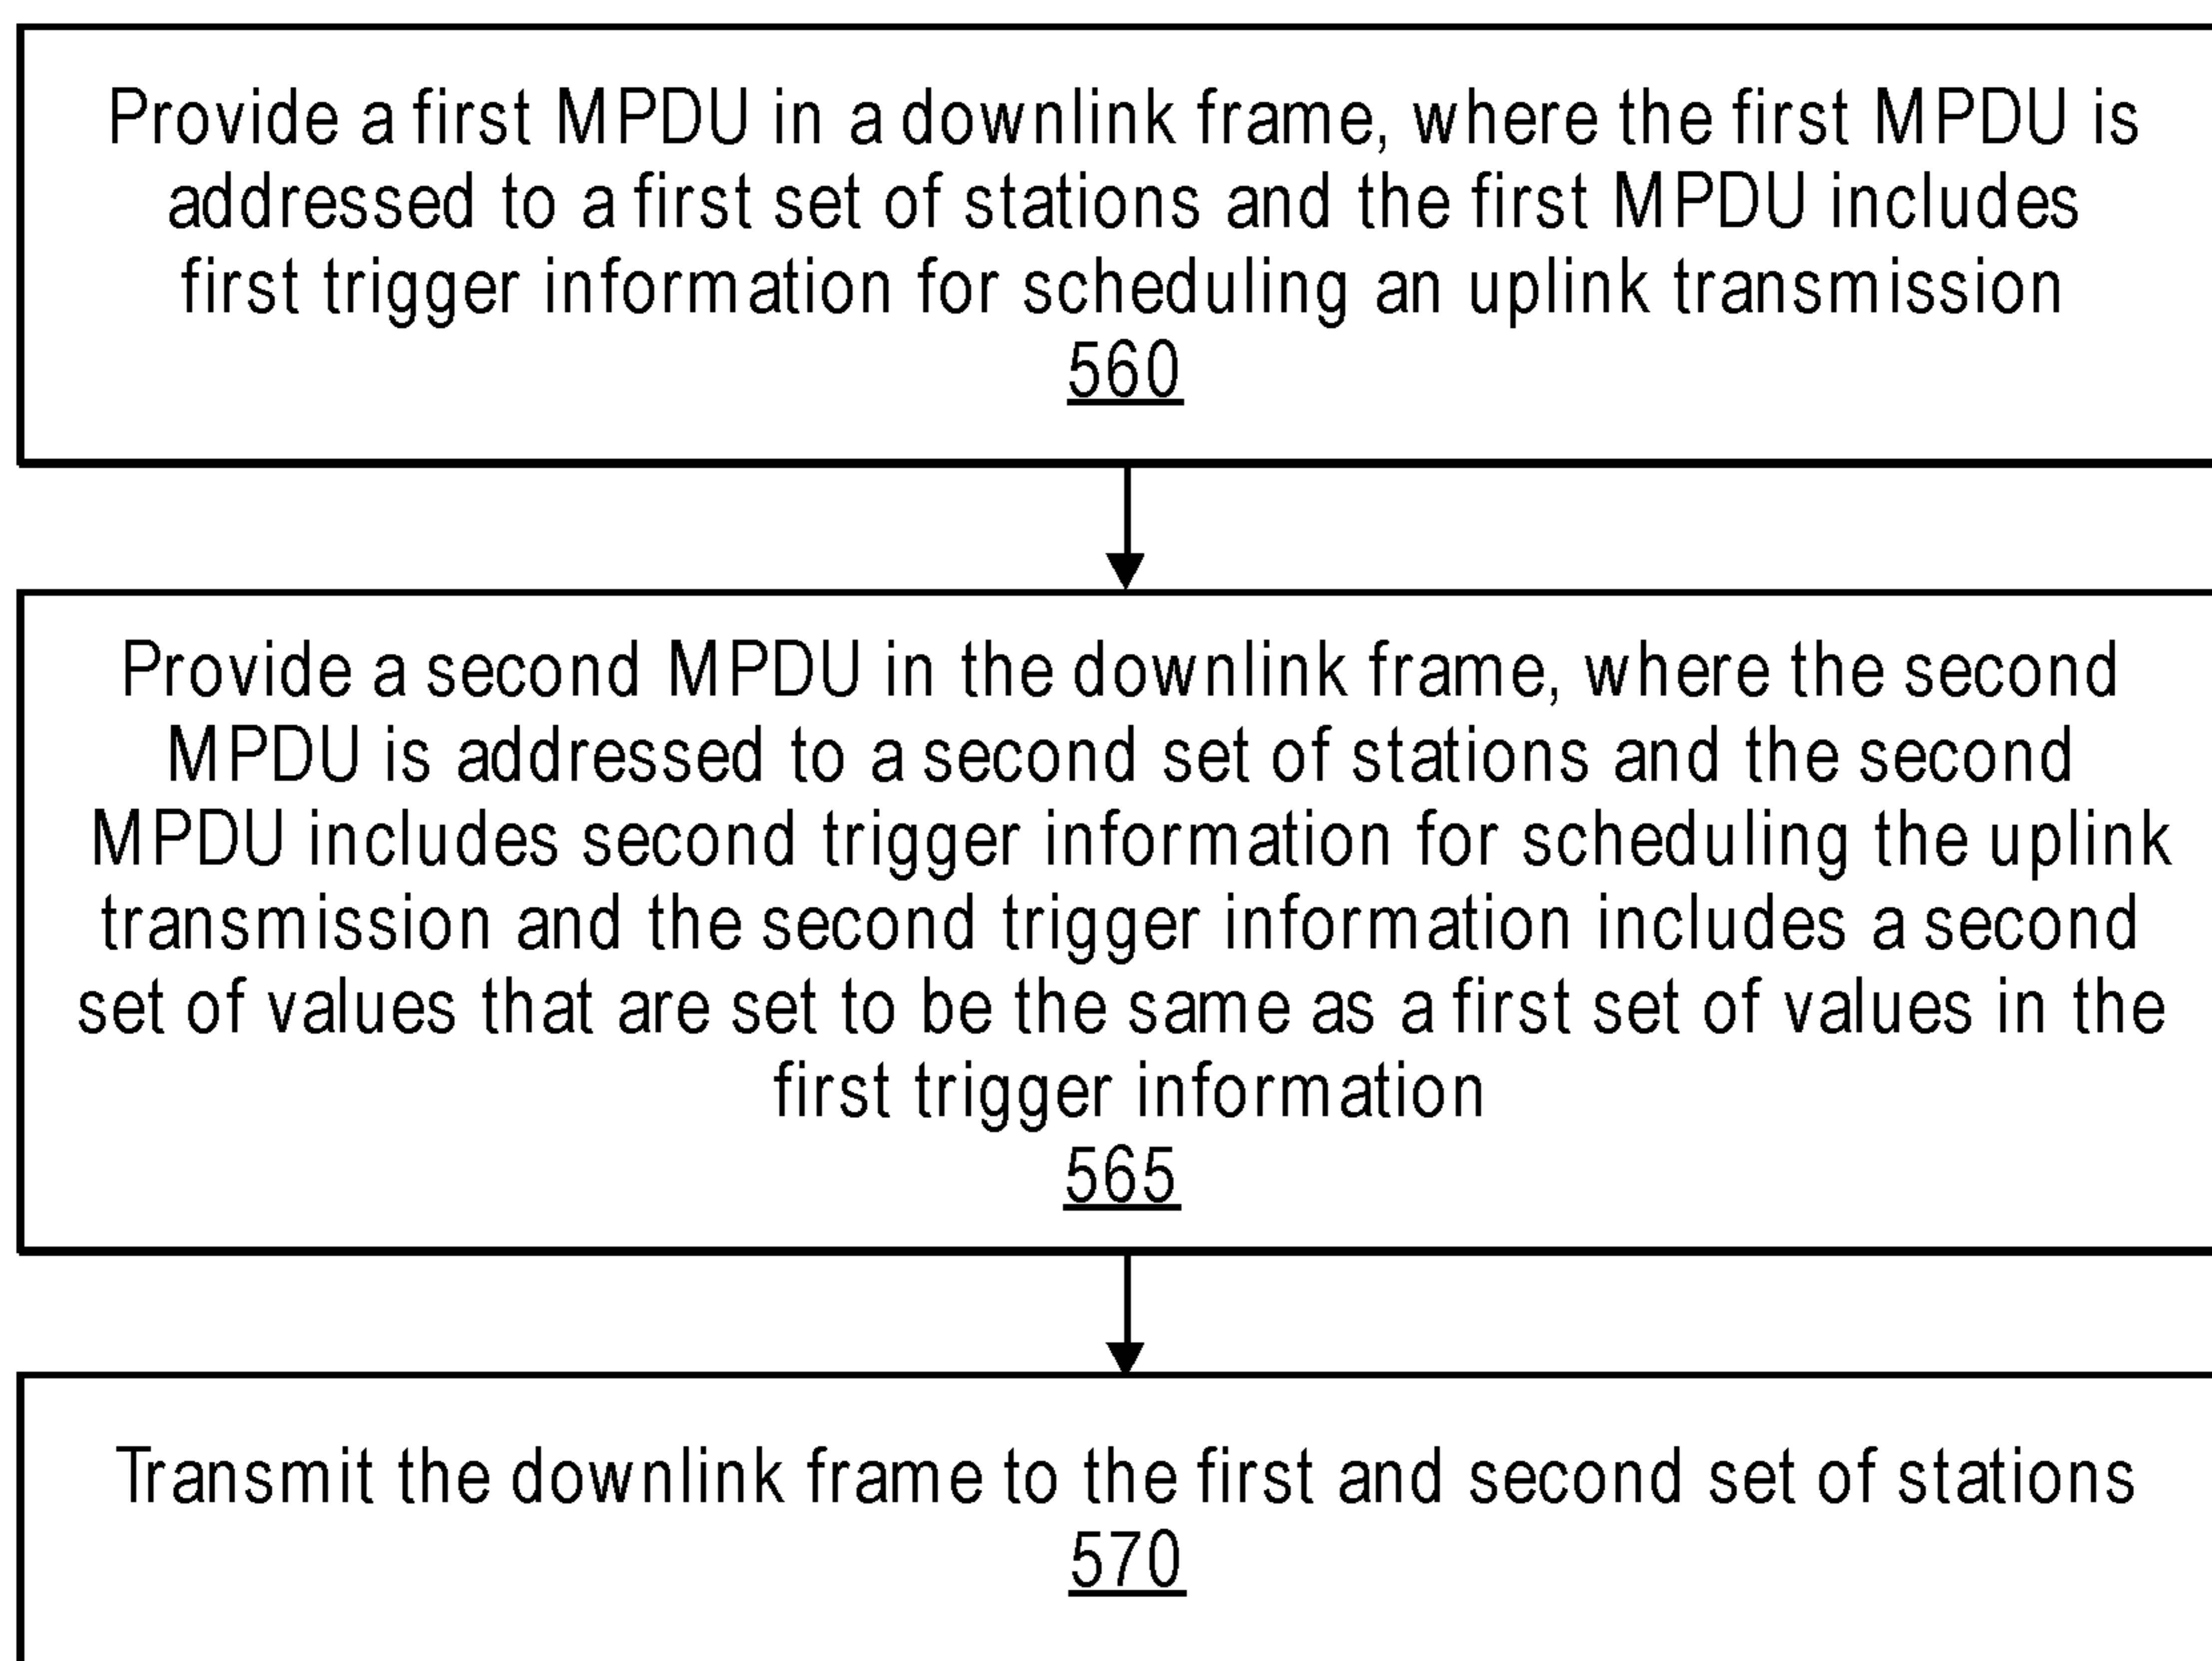 Provide a first MPDU in a downlink frame, where the first MPDU is
addressed to a first set of stations and the first MPDU includes
first trigger information for scheduling an uplink transmission
560
Provide a second MPDU in the downlink frame, where the second
MPDU is addressed to a second set of stations and the second
MPDU includes second trigger information for scheduling the uplink
transmission and the second trigger information includes a second
set of values that are set to be the same as a first set of values in the
first trigger information
565
Transmit the downlink frame to the first and second set of stations
570